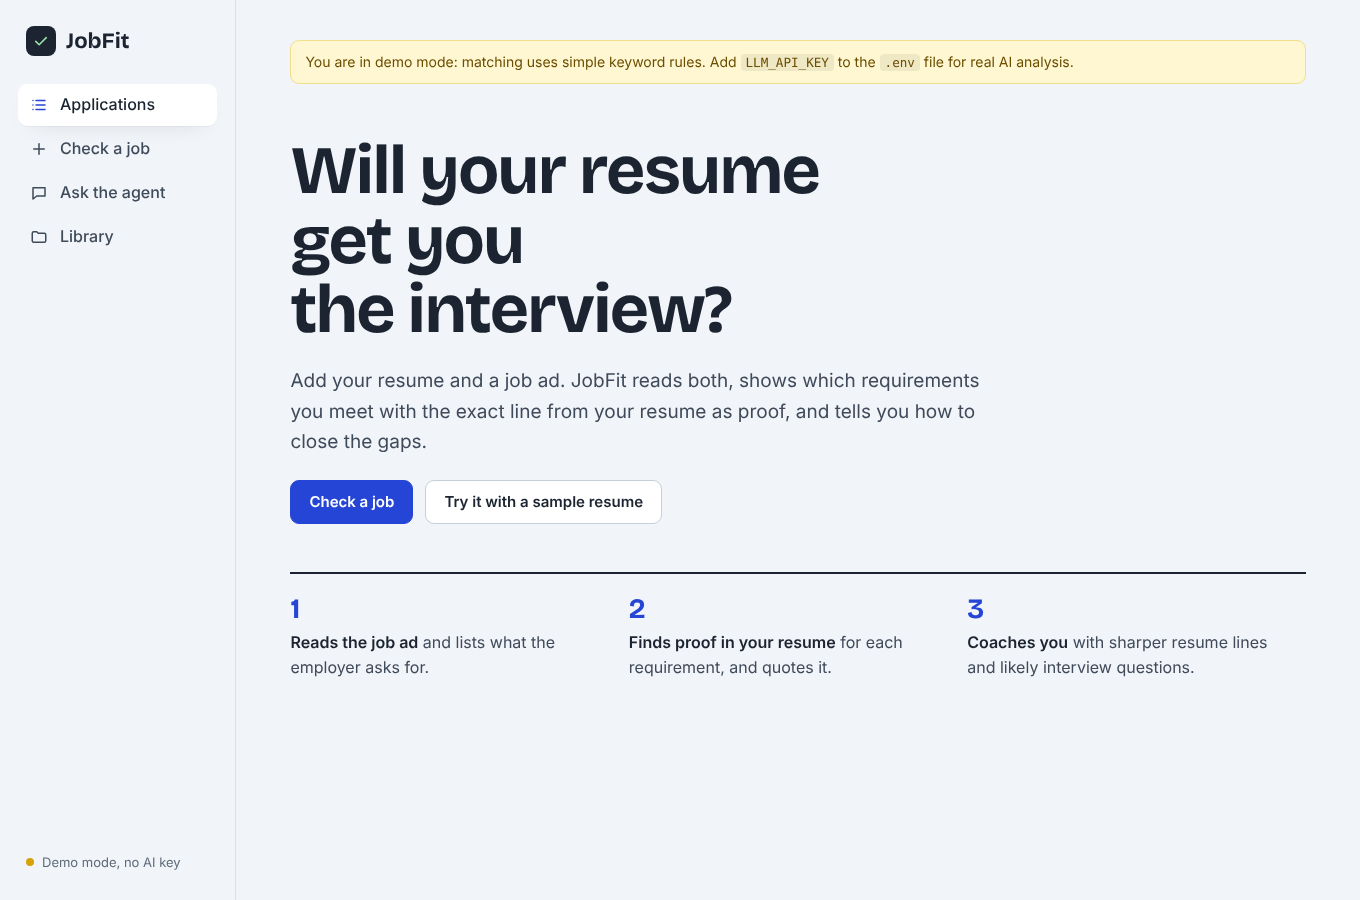 JobFit
Applications
Check a job
Ask the agent
Library
Demo mode, no AI key
You are in demo mode: matching uses simple keyword rules. Add LLM_API_KEY to the .env file for real AI analysis.
Will your resume
get you
the interview?
Add your resume and a job ad. JobFit reads both, shows which requirements
you meet with the exact line from your resume as proof, and tells you how to
close the gaps.
Check a job
Try it with a sample resume
1
Reads the job ad and lists what the
employer asks for.
2
Finds proof in your resume for each
requirement, and quotes it.
3
Coaches you with sharper resume lines
and likely interview questions.